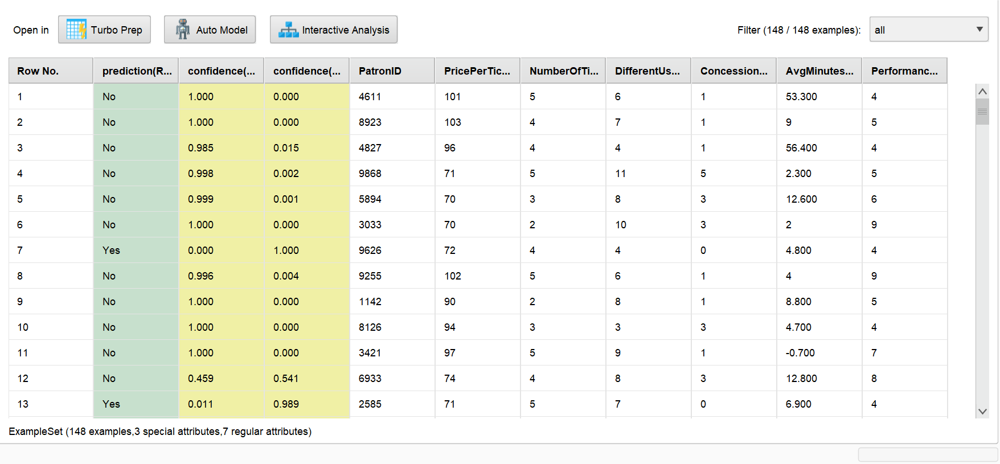 Open in Turbo Prep Auto Model Interactive Analysis Filter (148 / 148 examples): all
Row No. prediction(R... confidence(... confidence(... PatronID PricePerTic... NumberOfTi... DifferentUs... Concession... AvgMinutes... Performanc...
1 No 1.000 0.000 4611 101 5 6 1 53.300 4
2 No 1.000 0.000 8923 103 4 7 1 9 5
3 No 0.985 0.015 4827 96 4 4 1 56.400 4
4 No 0.998 0.002 9868 71 5 11 5 2.300 5
5 No 0.999 0.001 5894 70 3 8 3 12.600 6
6 No 1.000 0.000 3033 70 2 10 3 2 9
7 Yes 0.000 1.000 9626 72 4 4 0 4.800 4
8 No 0.996 0.004 9255 102 5 6 1 4 9
9 No 1.000 0.000 1142 90 2 8 1 8.800 5
10 No 1.000 0.000 8126 94 3 3 3 4.700 4
11 No 1.000 0.000 3421 97 5 9 1 -0.700 7
12 No 0.459 0.541 6933 74 4 8 3 12.800 8
13 Yes 0.011 0.989 2585 71 5 7 0 6.900 4
ExampleSet (148 examples,3 special attributes,7 regular attributes)